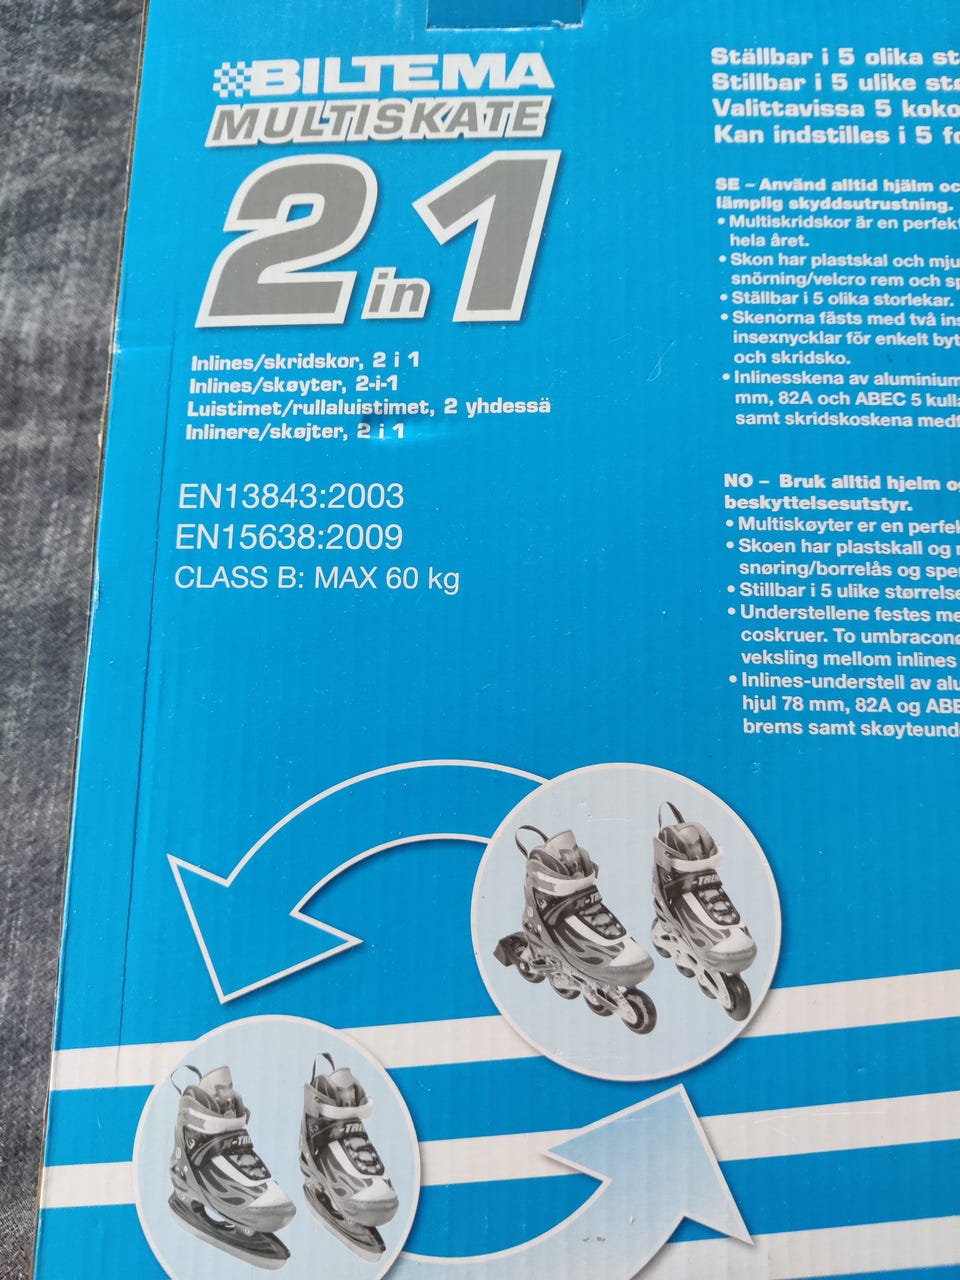 BILTEMA
MULTISKATE
2 in 1
Inlines/skridskor, 2 i 1
Inlines/skøyter, 2-i-1
Luistimet/rullaluistimet, 2 yhdessä
Inlinere/skøjter, 2 i 1
EN13843:2003
EN15638:2009
CLASS B: MAX 60 kg
Ställbar i 5 olika
Stillbar i 5 ulike
Valittavissa 5
Kan indstilles i 5
SE – Använd alltid hjälm
lämplig skyddsutrustning.
• Multiskridskor är en
hela året.
• Skon har plastskal och
snörning/velcro rem och
• Ställbar i 5 olika storlekar.
• Skenorna fästs med två
insexnycklar för enkelt
och skridsko.
• Inlinesskena av aluminium
mm, 82A och ABEC 5
samt skridskoskena
NO – Bruk alltid hjelm
beskyttelsesutstyr.
• Multiskøyter er en
• Skoen har plastskall og
snøring/borrelås og
• Stillbar i 5 ulike
• Understellene festes
coskruer. To
veksling mellom inlines
• Inlines-understell av
hjul 78 mm, 82A og
brems samt